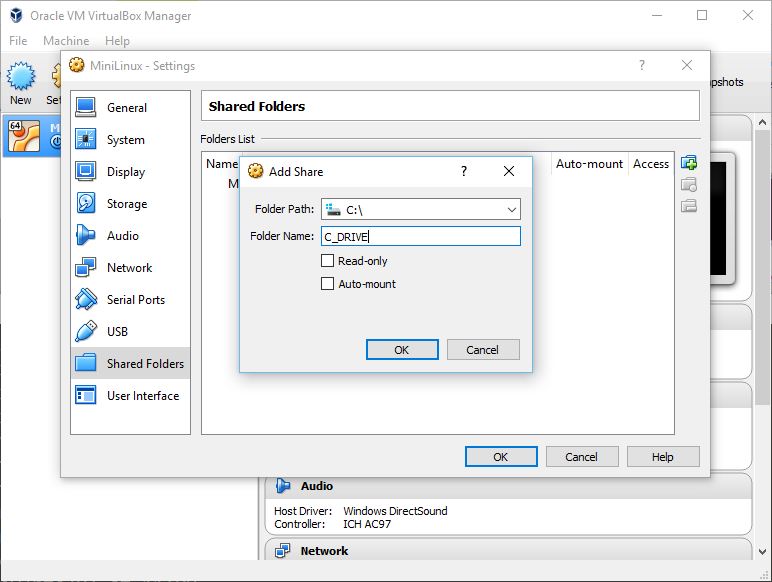 Oracle VM VirtualBox Manager
File Machine Help
New
MiniLinux - Settings
?
General
System
Display
Storage
Audio
Network
Serial Ports
USB
Shared Folders
User Interface
Shared Folders
Folders List
Name
Auto-mount
Access
Add Share
?
Folder Path: C:\
Folder Name: C_DRIVE
Read-only
Auto-mount
OK Cancel
OK Cancel Help
64
Audio
Host Driver: Windows DirectSound
Controller: ICH AC97
Network